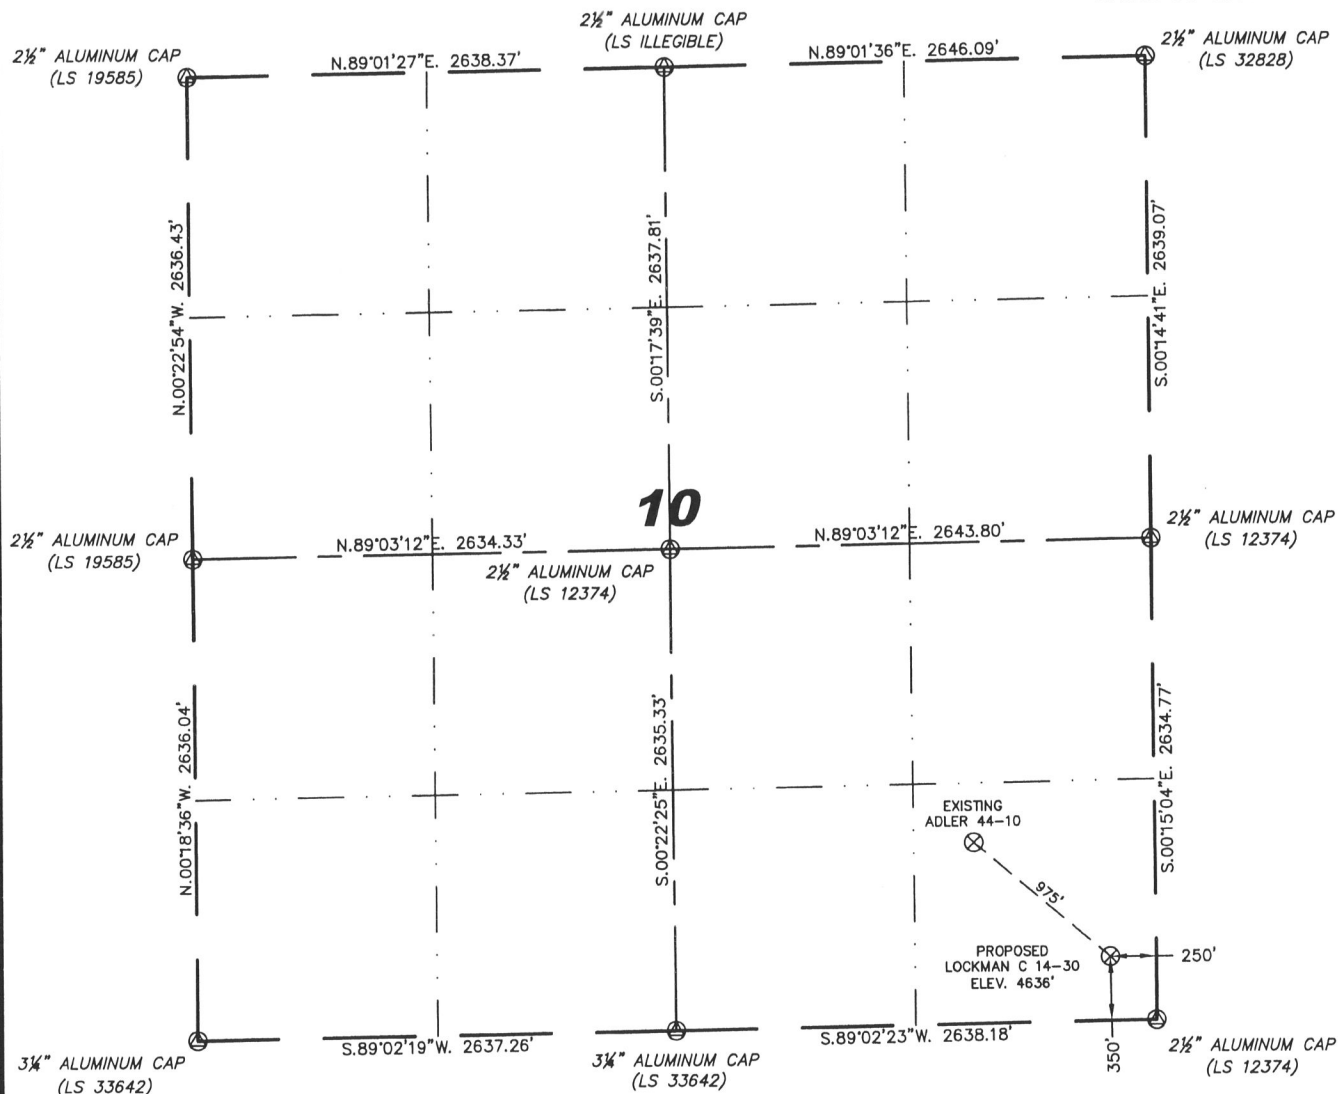 2½" ALUMINUM CAP
(LS ILLEGIBLE)
2½" ALUMINUM CAP
(LS 19585)
N.89°01'27"E. 2638.37'
N.89°01'36"E. 2646.09'
2½" ALUMINUM CAP
(LS 32828)
N.00°22'54"W. 2636.43'
S.00°17'39"E. 2637.81'
S.00°14'41"E. 2639.07'
10
2½" ALUMINUM CAP
(LS 19585)
N.89°03'12"E. 2634.33'
2½" ALUMINUM CAP
(LS 12374)
N.89°03'12"E. 2643.80'
2½" ALUMINUM CAP
(LS 12374)
N.00°18'36"W. 2636.04'
S.00°22'25"E. 2635.33'
S.00°15'04"E. 2634.77'
EXISTING
ADLER 44-10
975'
PROPOSED
LOCKMAN C 14-30
ELEV. 4636'
250'
350'
S.89°02'19"W. 2637.26'
S.89°02'23"W. 2638.18'
3¼" ALUMINUM CAP
(LS 33642)
3¼" ALUMINUM CAP
(LS 33642)
2½" ALUMINUM CAP
(LS 12374)